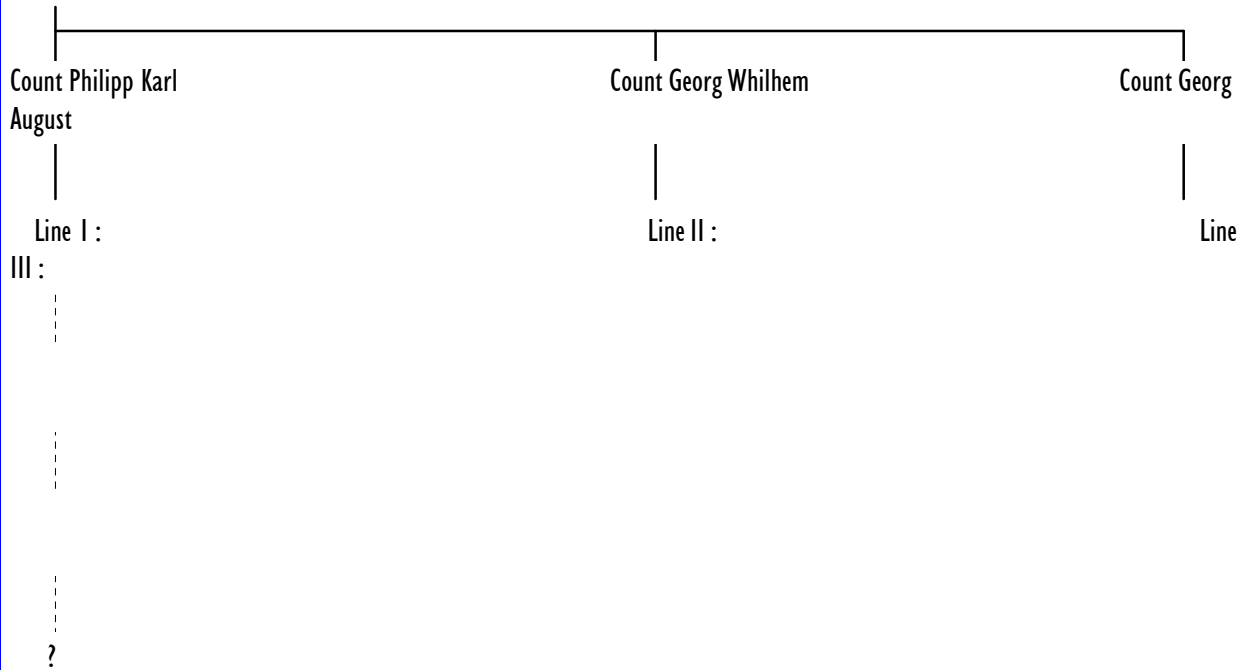 Count Philipp Karl Count Georg Whilhem Count Georg
August
Line I : Line II : Line
III :
?